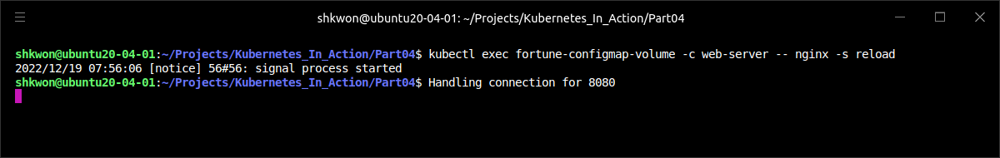 shkwon@ubuntu20-04-01: ~/Projects/Kubernetes_In_Action/Part04
shkwon@ubuntu20-04-01:~/Projects/Kubernetes_In_Action/Part04$ kubectl exec fortune-configmap-volume -c web-server -- nginx -s reload
2022/12/19 07:56:06 [notice] 56#56: signal process started
shkwon@ubuntu20-04-01:~/Projects/Kubernetes_In_Action/Part04$ Handling connection for 8080